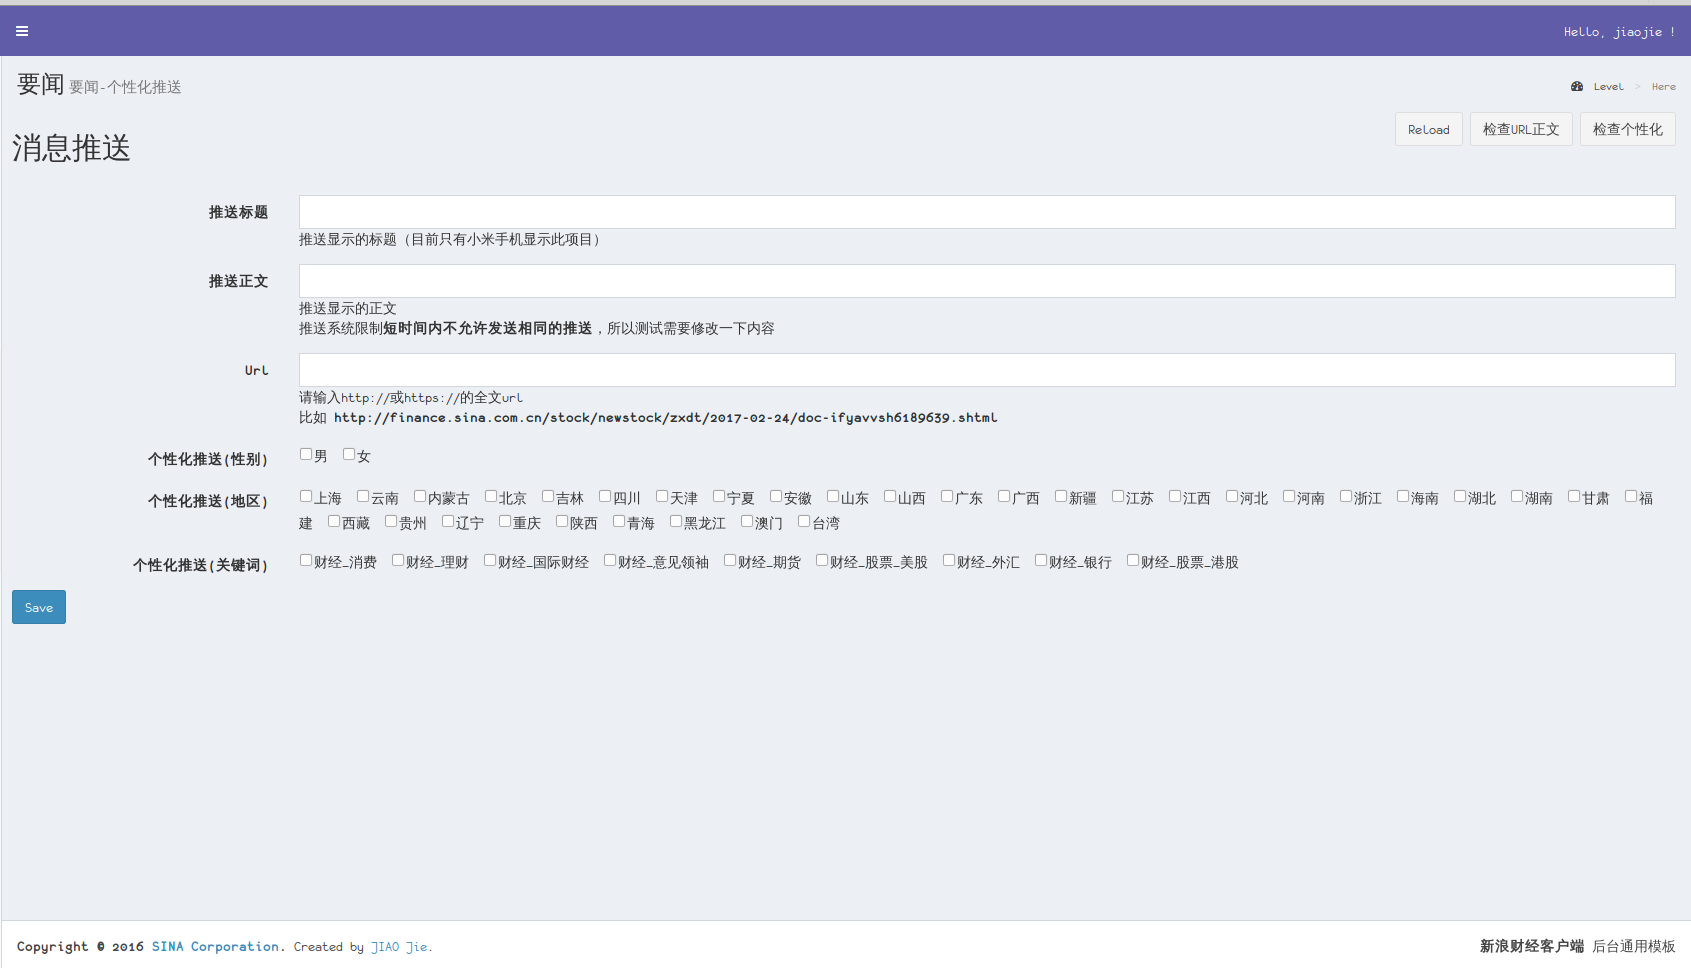 Hello, jiaojie !
要闻 要闻-个性化推送
Level > Here
消息推送
Reload 检查URL正文 检查个性化
推送标题
推送显示的标题（目前只有小米手机显示此项目）
推送正文
推送显示的正文
推送系统限制短时间内不允许发送相同的推送，所以测试需要修改一下内容
Url
请输入http://或https://的全文url
比如 http://finance.sina.com.cn/stock/newstock/zxdt/2017-02-24/doc-ifyavvsh6189639.shtml
个性化推送(性别) 男 女
个性化推送(地区) 上海 云南 内蒙古 北京 吉林 四川 天津 宁夏 安徽 山东 山西 广东 广西 新疆 江苏 江西 河北 河南 浙江 海南 湖北 湖南 甘肃 福
建 西藏 贵州 辽宁 重庆 陕西 青海 黑龙江 澳门 台湾
个性化推送(关键词) 财经_消费 财经_理财 财经_国际财经 财经_意见领袖 财经_期货 财经_股票_美股 财经_外汇 财经_银行 财经_股票_港股
Save
Copyright © 2016 SINA Corporation. Created by JIAO Jie.
新浪财经客户端 后台通用模板